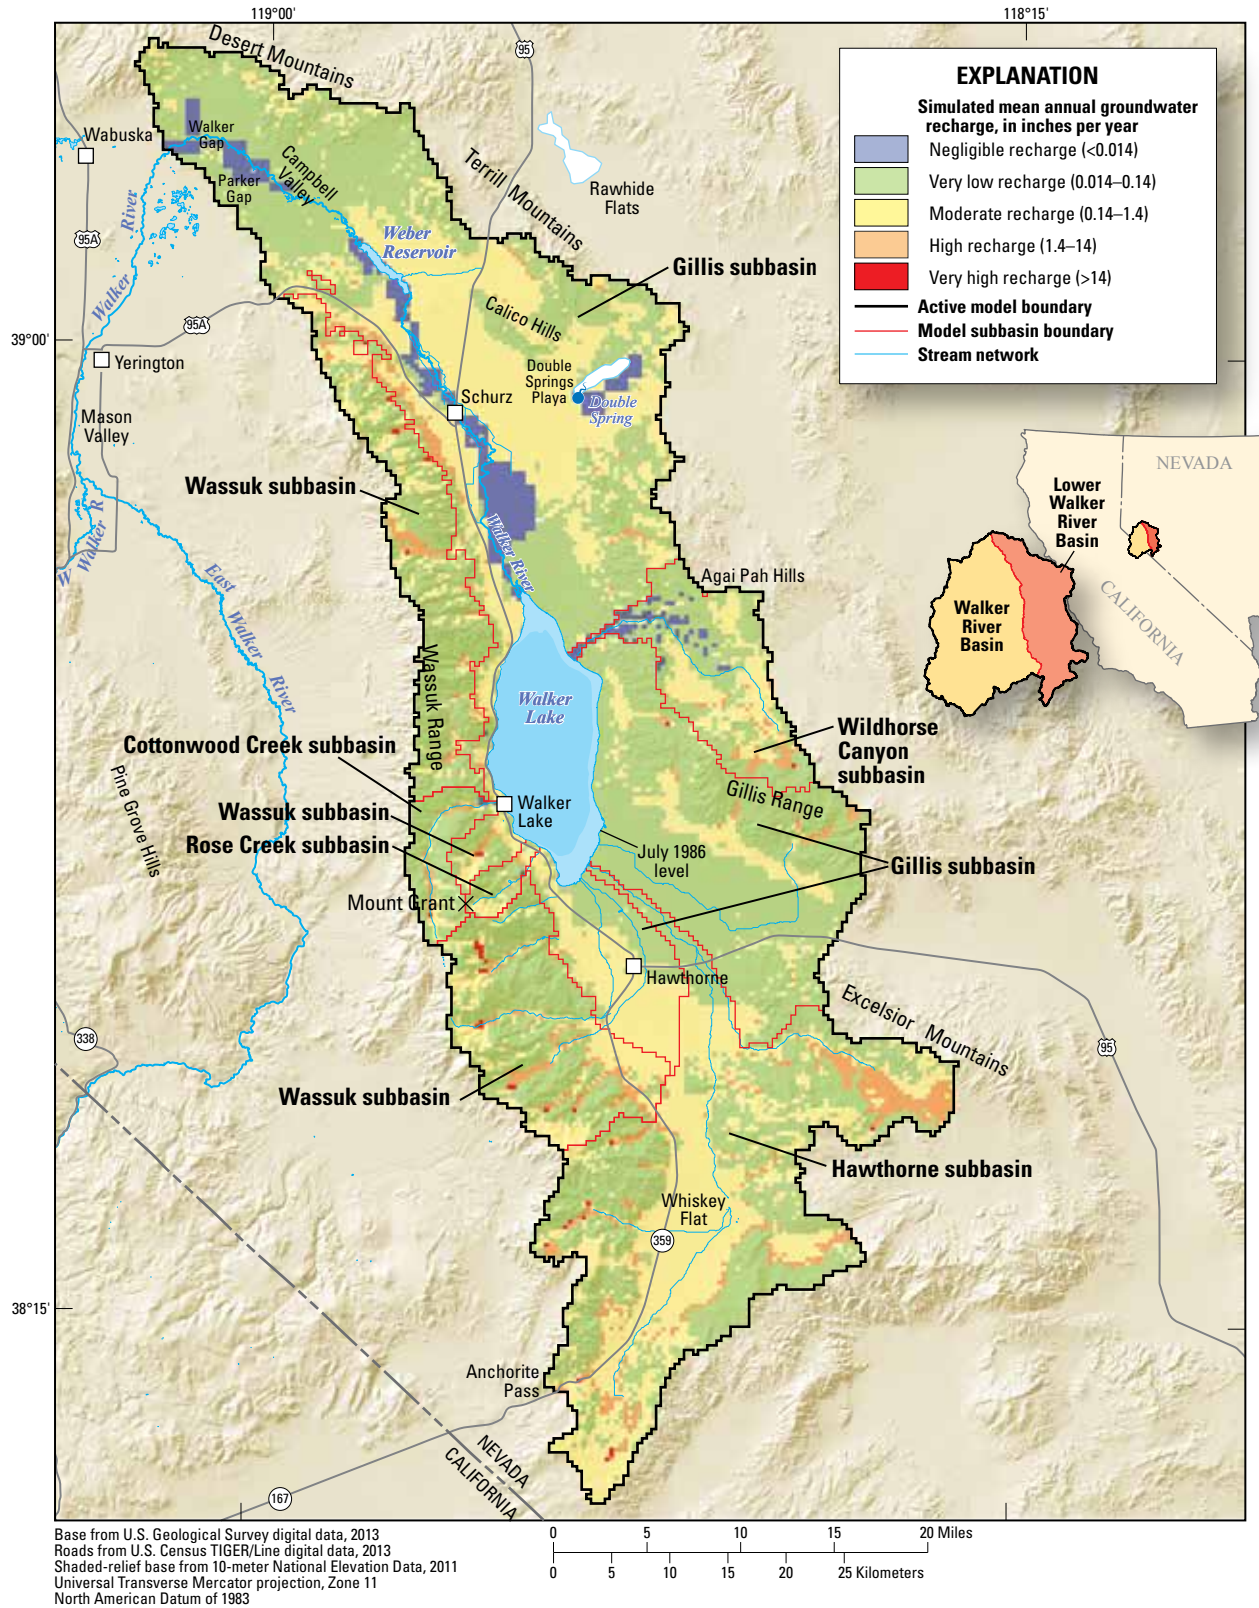 119°00'
118°15'
Desert Mountains
95
EXPLANATION
Simulated mean annual groundwater
recharge, in inches per year
Negligible recharge (<0.014)
Very low recharge (0.014–0.14)
Moderate recharge (0.14–1.4)
High recharge (1.4–14)
Very high recharge (>14)
Active model boundary
Model subbasin boundary
Stream network
Wabuska
Walker
Gap
Parker
Gap
Campbell
Valley
Terrill Mountains
Rawhide
Flats
Walker River
95A
Weber
Reservoir
Gillis subbasin
Calico Hills
39°00'
95A
Yerington
Double
Springs
Playa
Double
Spring
Schurz
Mason
Valley
Wassuk subbasin
W Walker R
Walker River
East Walker River
Agai Pah Hills
NEVADA
CALIFORNIA
Lower
Walker
River
Basin
Walker
River
Basin
Wassuk Range
Walker
Lake
Wildhorse
Canyon
subbasin
Cottonwood Creek subbasin
Pine Grove Hills
Gillis Range
Walker
Lake
Wassuk subbasin
Rose Creek subbasin
July 1986
level
Gillis subbasin
Mount Grant
Hawthorne
Excelsior Mountains
338
95
Wassuk subbasin
Hawthorne subbasin
Whiskey
Flat
359
38°15'
Anchorite
Pass
NEVADA
CALIFORNIA
167
Base from U.S. Geological Survey digital data, 2013
Roads from U.S. Census TIGER/Line digital data, 2013
Shaded-relief base from 10-meter National Elevation Data, 2011
Universal Transverse Mercator projection, Zone 11
North American Datum of 1983
0 5 10 15 20 Miles
0 5 10 15 20 25 Kilometers